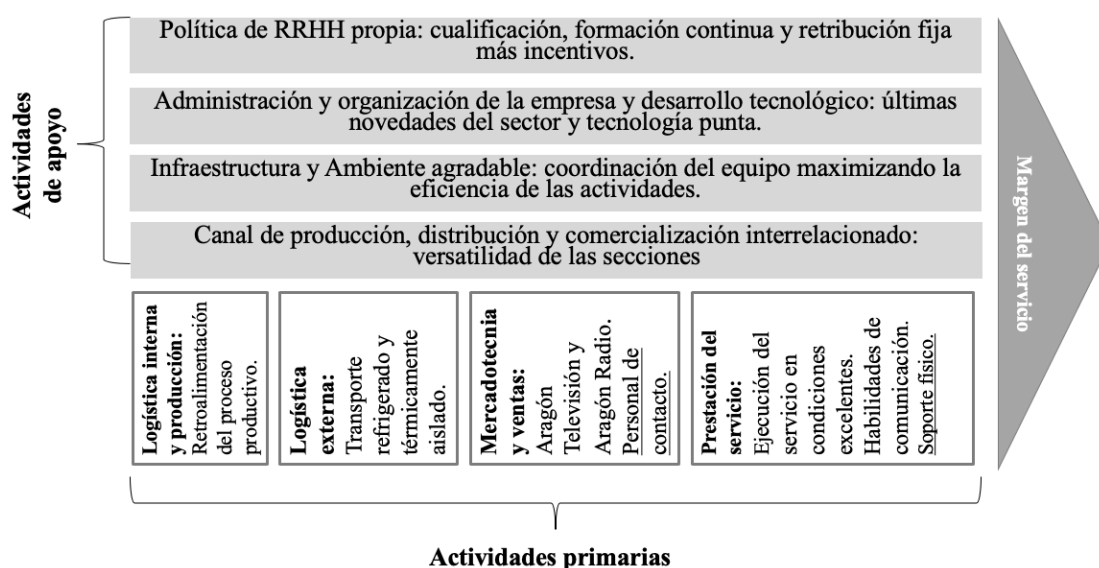 Política de RRHH propia: cualificación, formación continua y retribución fija
más incentivos.
Administración y organización de la empresa y desarrollo tecnológico: últimas
novedades del sector y tecnología punta.
Infraestructura y Ambiente agradable: coordinación del equipo maximizando la
eficiencia de las actividades.
Canal de producción, distribución y comercialización interrelacionado:
versatilidad de las secciones
Actividades
de apoyo
Logística interna
y producción:
Retroalimentación
del proceso
productivo.
Logística
externa:
Transporte
refrigerado y
térmicamente
aislado.
Mercadotecnia
y ventas:
Aragón
Televisión y
Aragón Radio.
Personal de
contacto.
Prestación del
servicio:
Ejecución del
servicio en
condiciones
excelentes.
Habilidades de
comunicación.
Soporte físico.
Margen del servicio
Actividades primarias